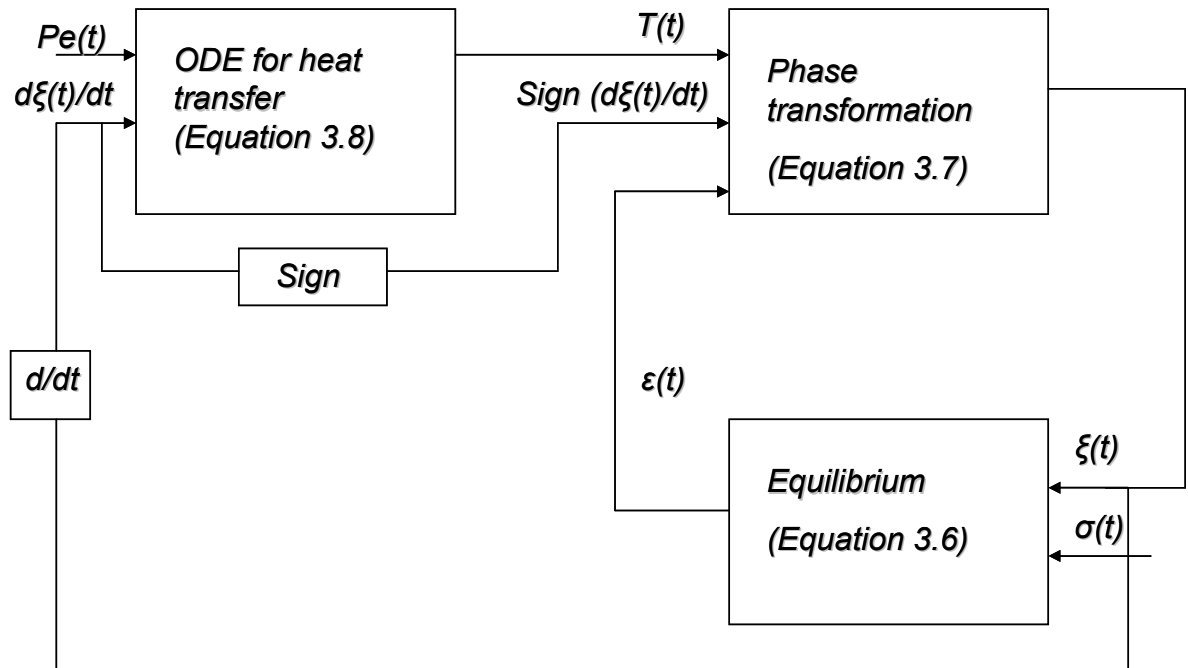 Pe(t)
dξ(t)/dt
ODE for heat
transfer
(Equation 3.8)
T(t)
Sign (dξ(t)/dt)
Phase
transformation
(Equation 3.7)
Sign
d/dt
ε(t)
Equilibrium
(Equation 3.6)
ξ(t)
σ(t)